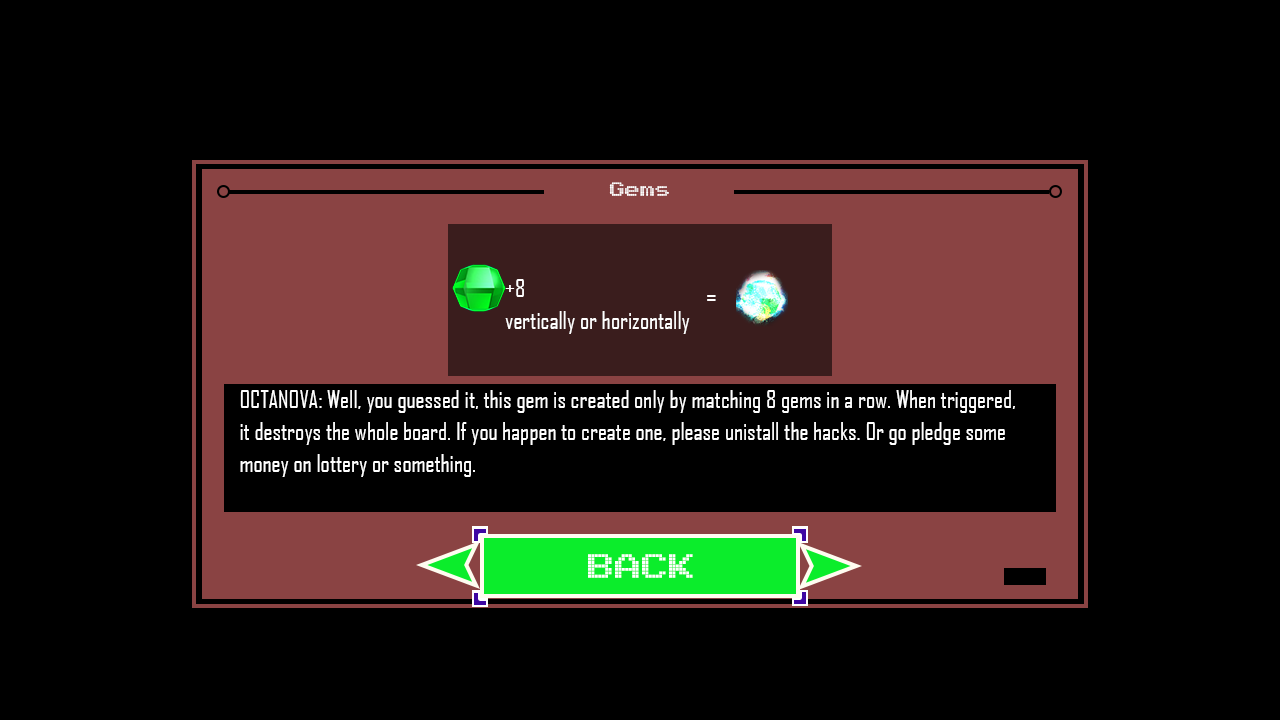 Gems
+8
vertically or horizontally
=
OCTANOVA: Well, you guessed it, this gem is created only by matching 8 gems in a row. When triggered,
it destroys the whole board. If you happen to create one, please unistall the hacks. Or go pledge some
money on lottery or something.
BACK